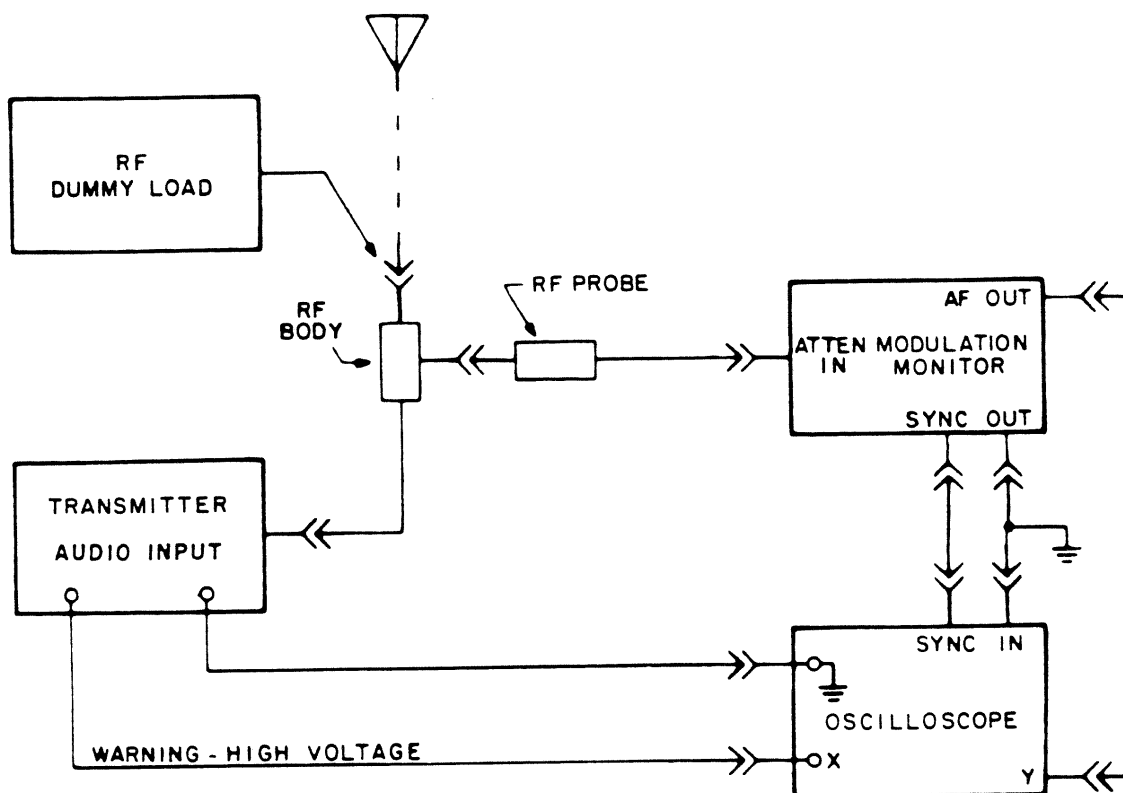 RF
DUMMY LOAD
RF
BODY
RF PROBE
AF OUT
ATTEN
IN
MODULATION
MONITOR
SYNC OUT
TRANSMITTER
AUDIO INPUT
SYNC IN
OSCILLOSCOPE
WARNING - HIGH VOLTAGE
X
Y